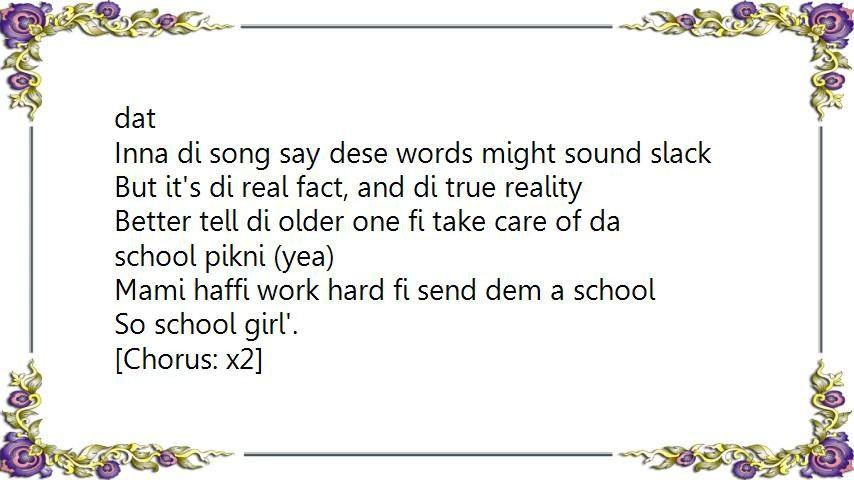 dat
Inna di song say dese words might sound slack
But it's di real fact, and di true reality
Better tell di older one fi take care of da
school pikni (yea)
Mami haffi work hard fi send dem a school
So school girl'.
[Chorus: x2]